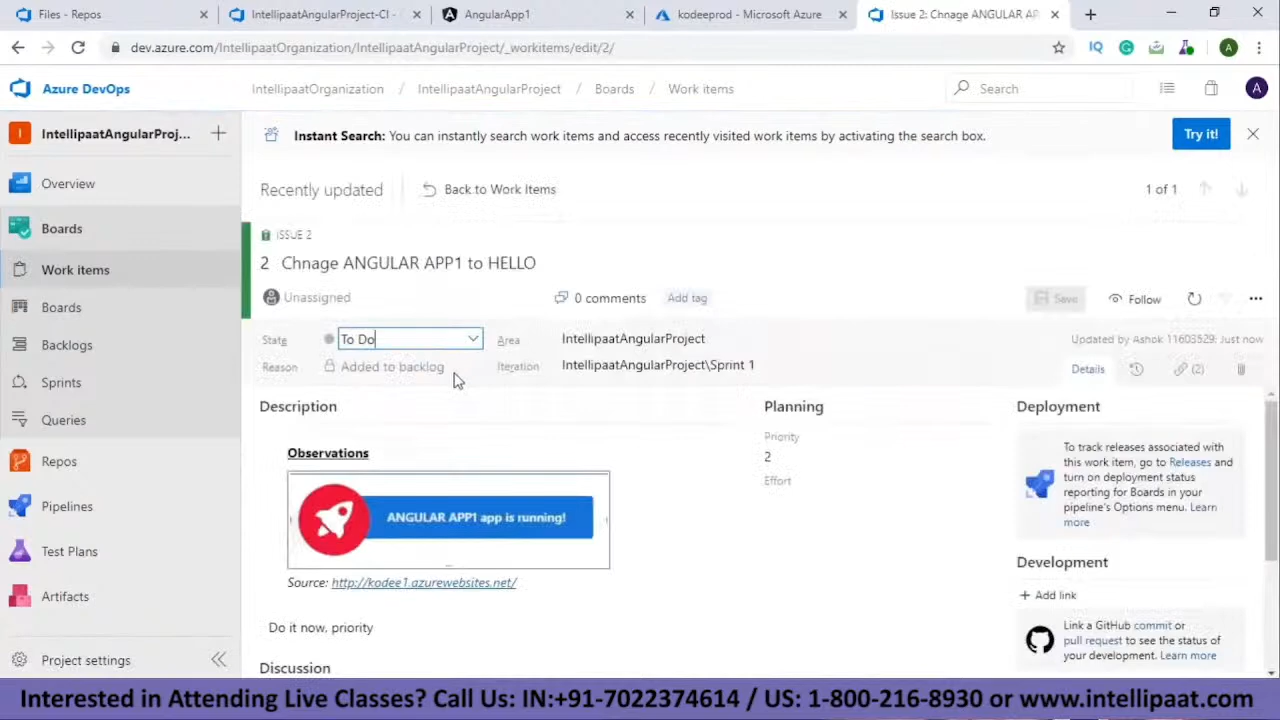 Files - Repos
IntellipaatAngularProject-CI -
AngularApp1
kodeeprod - Microsoft Azure
Issue 2: Chnage ANGULAR AP
dev.azure.com/IntellipaatOrganization/IntellipaatAngularProject/_workitems/edit/2/
IQ
A
Azure DevOps
IntellipaatOrganization / IntellipaatAngularProject / Boards / Work items
Search
A
I
IntellipaatAngularProj...
Instant Search: You can instantly search work items and access recently visited work items by activating the search box.
Try it!
Overview
Boards
Work items
Boards
Backlogs
Sprints
Queries
Repos
Pipelines
Test Plans
Artifacts
Project settings
Recently updated
Back to Work Items
1 of 1
ISSUE 2
2 Chnage ANGULAR APP1 to HELLO
Unassigned
0 comments
Add tag
Save
Follow
State
To Do
Area
IntellipaatAngularProject
Updated by Ashok 11603529: Just now
Reason
Added to backlog
Iteration
IntellipaatAngularProject\Sprint 1
Details
(2)
Description
Observations
ANGULAR APP1 app is running!
Source: http://kodee1.azurewebsites.net/
Do it now, priority
Discussion
Planning
Priority
2
Effort
Deployment
To track releases associated with
this work item, go to Releases and
turn on deployment status
reporting for Boards in your
pipeline's Options menu. Learn
more
Development
+ Add link
Link a GitHub commit or
pull request to see the status of
your development. Learn more
Interested in Attending Live Classes? Call Us: IN:+91-7022374614 / US: 1-800-216-8930 or www.intellipaat.com